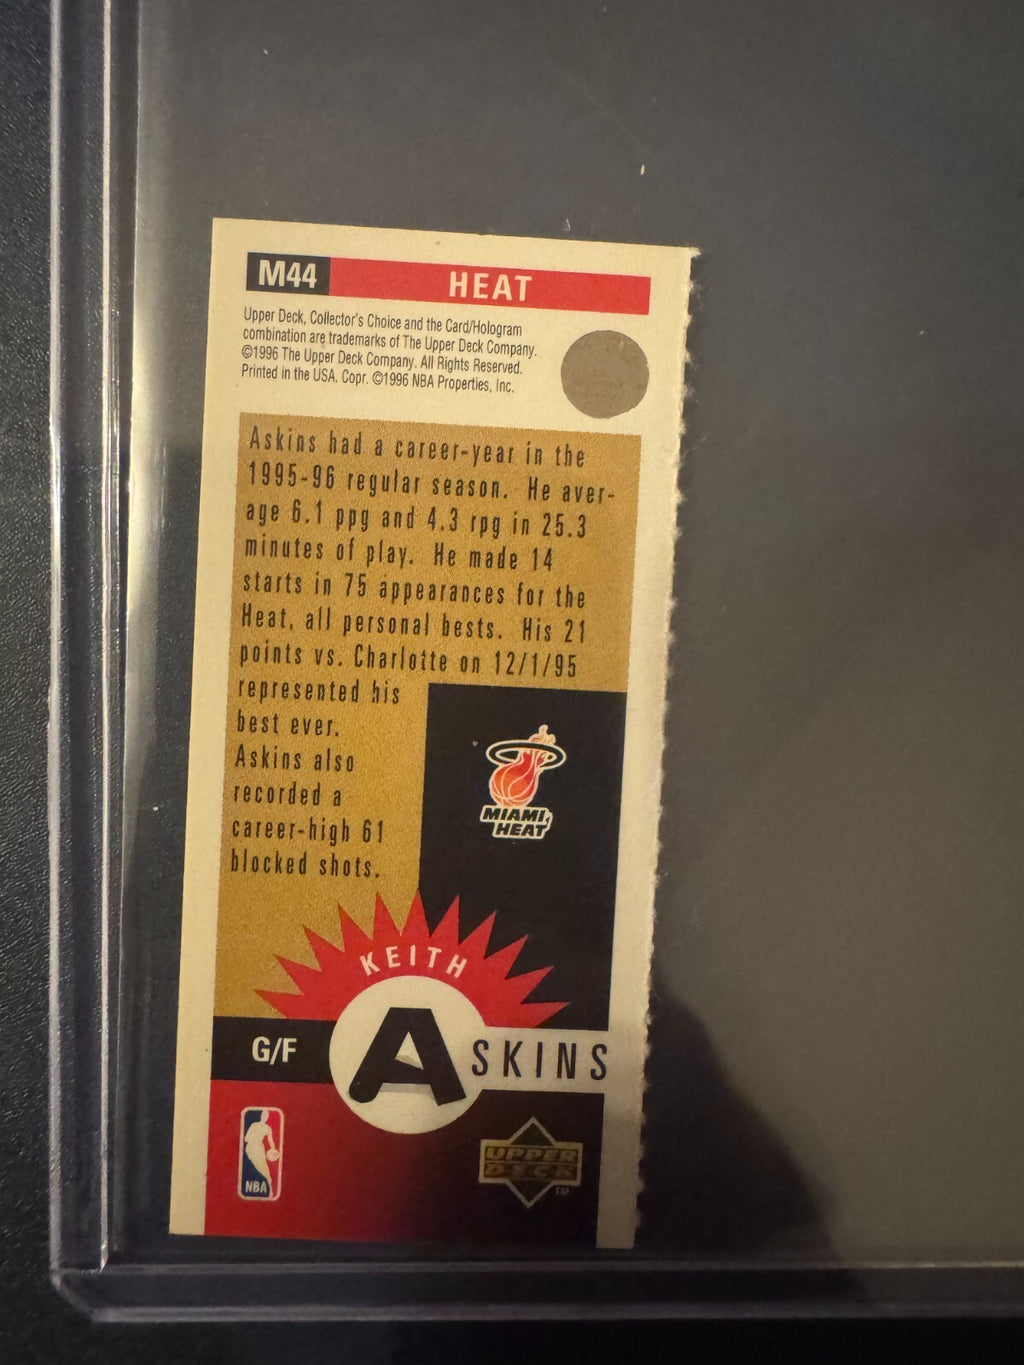 M44 HEAT
Upper Deck, Collector's Choice and the Card/Hologram
combination are trademarks of The Upper Deck Company.
©1996 The Upper Deck Company. All Rights Reserved.
Printed in the USA. Copr. ©1996 NBA Properties, Inc.
Askins had a career-year in the
1995-96 regular season. He aver-
age 6.1 ppg and 4.3 rpg in 25.3
minutes of play. He made 14
starts in 75 appearances for the
Heat, all personal bests. His 21
points vs. Charlotte on 12/1/95
represented his
best ever.
Askins also
recorded a
career-high 61
blocked shots.
MIAMI
HEAT
KEITH
G/F ASKINS
NBA
UPPER
DECK
TM